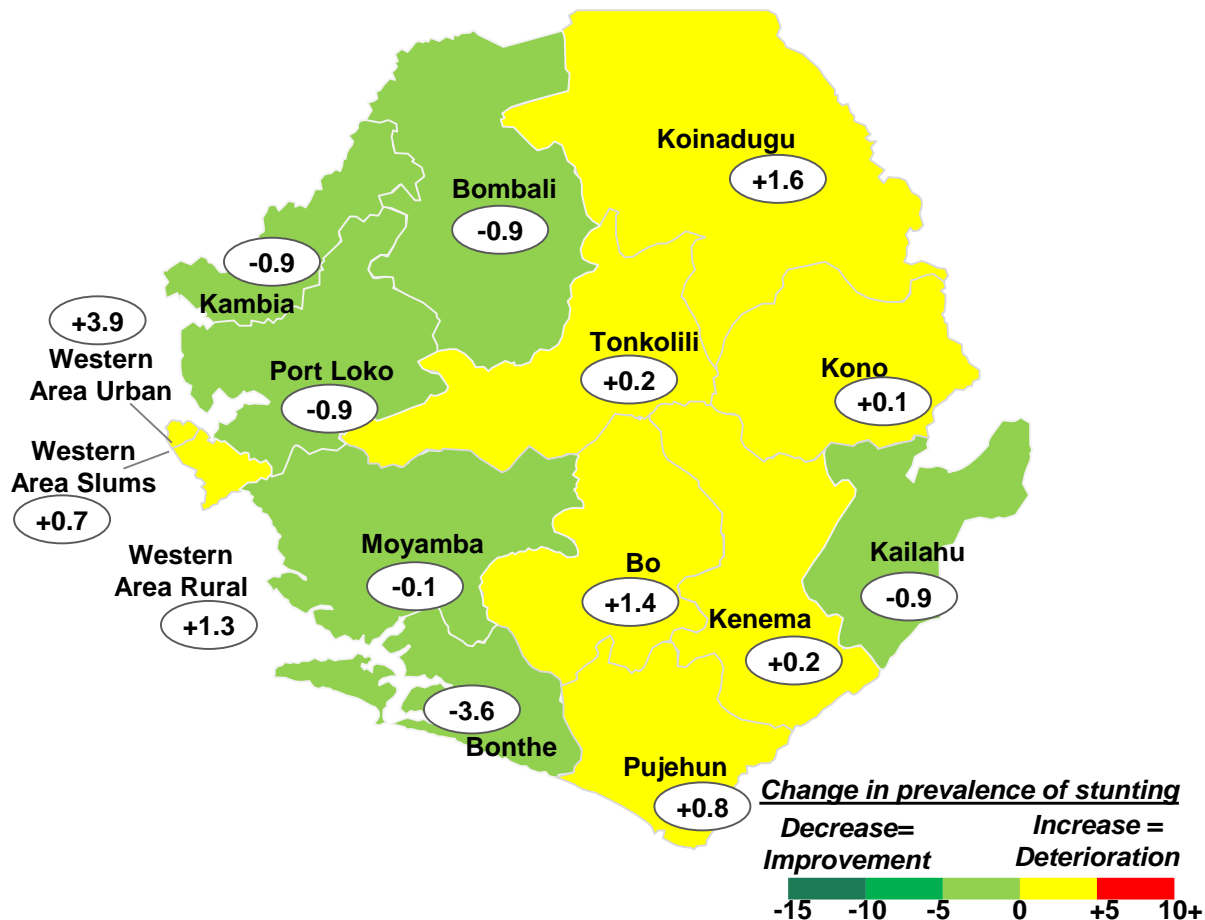 Koinadugu
+1.6
Bombali
-0.9
-0.9
Kambia
+3.9
Western
Area Urban
Port Loko
-0.9
Tonkolili
+0.2
Kono
+0.1
Western
Area Slums
+0.7
Western
Area Rural
+1.3
Moyamba
-0.1
Bo
+1.4
Kenema
+0.2
Kailahu
-0.9
-3.6
Bonthe
Pujehun
+0.8
Change in prevalence of stunting
Decrease=
Improvement
Increase =
Deterioration
-15 -10 -5 0 +5 10+